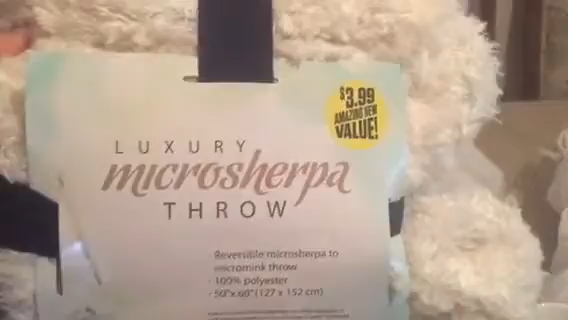 $3.99
AMAZING NEW
VALUE!
LUXURY
microsherpa
THROW
- Reversible microsherpa to
micromink throw
- 100% polyester
- 50"x 60" (127 x 152 cm)